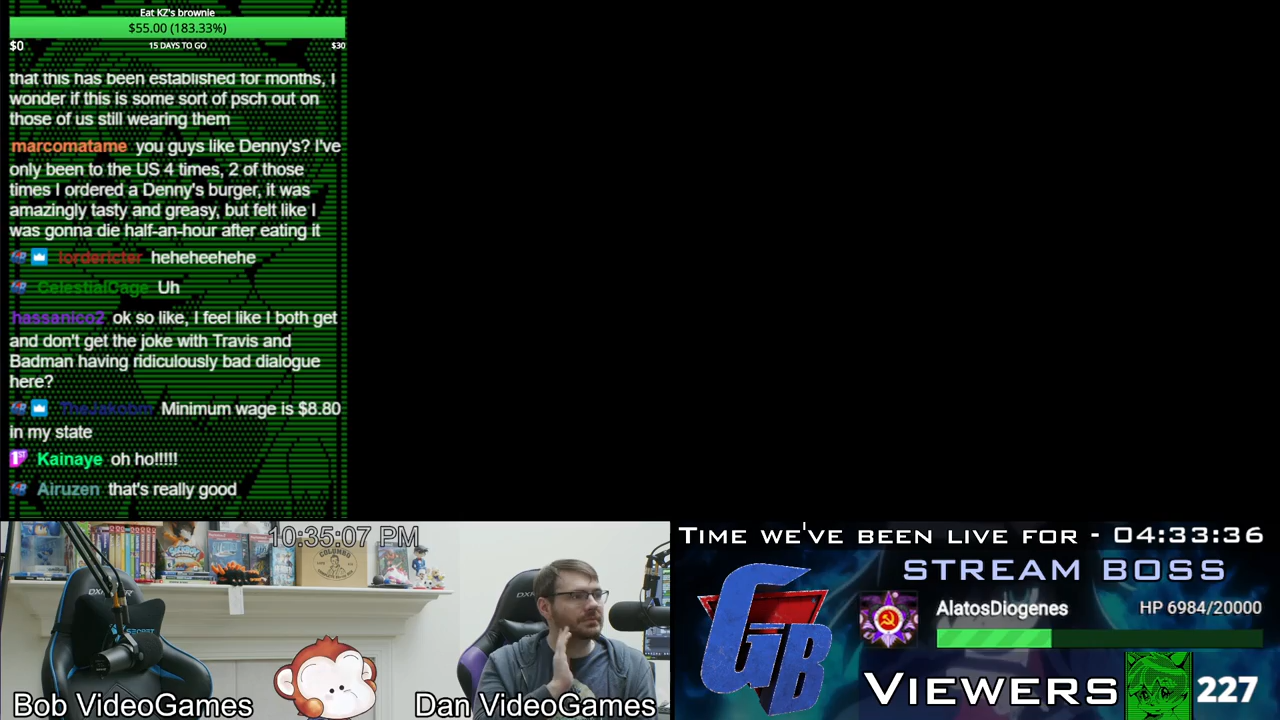 Eat KZ's brownie
$55.00 (183.33%)
$0 15 DAYS TO GO $30
that this has been established for months, I
wonder if this is some sort of psch out on
those of us still wearing them
marcomatame you guys like Denny's? I've
only been to the US 4 times, 2 of those
times I ordered a Denny's burger, it was
amazingly tasty and greasy, but felt like I
was gonna die half-an-hour after eating it
lordericter heheheehehe
CelestialCage Uh
hassanico2 ok so like, I feel like I both get
and don't get the joke with Travis and
Badman having ridiculously bad dialogue
here?
TheJakobm Minimum wage is $8.80
in my state
1ST Kainaye oh ho!!!!!
Airuzen that's really good
10:35:07 PM
COLUMBO
Bob VideoGames
Dan VideoGames
TIME WE'VE BEEN LIVE FOR - 04:33:36
STREAM BOSS
AlatosDiogenes HP 6984/20000
GB
VIEWERS 227